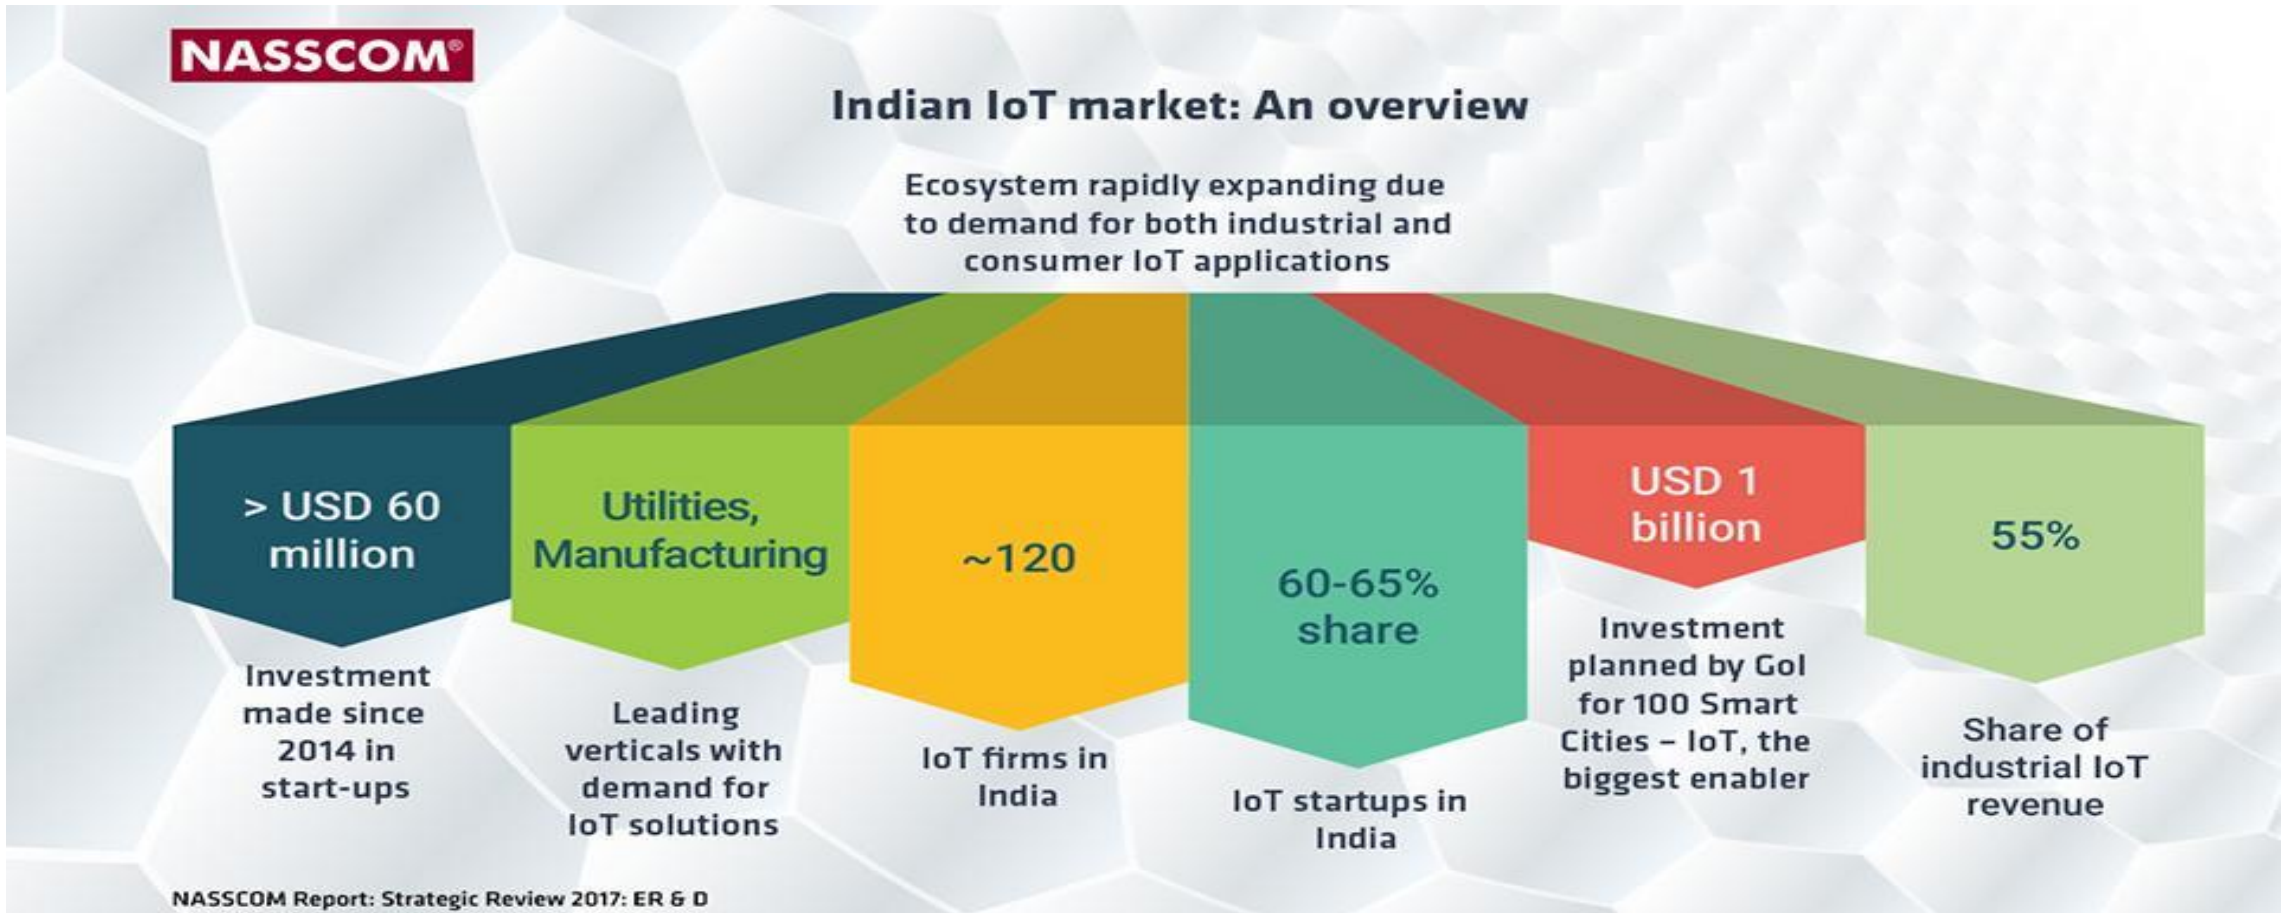 NASSCOM®
Indian IoT market: An overview
Ecosystem rapidly expanding due
to demand for both industrial and
consumer IoT applications
> USD 60
million
Investment
made since
2014 in
start-ups
Utilities,
Manufacturing
Leading
verticals with
demand for
IoT solutions
~120
IoT firms in
India
60-65%
share
IoT startups in
India
USD 1
billion
Investment
planned by GoI
for 100 Smart
Cities – IoT, the
biggest enabler
55%
Share of
industrial IoT
revenue
NASSCOM Report: Strategic Review 2017: ER & D